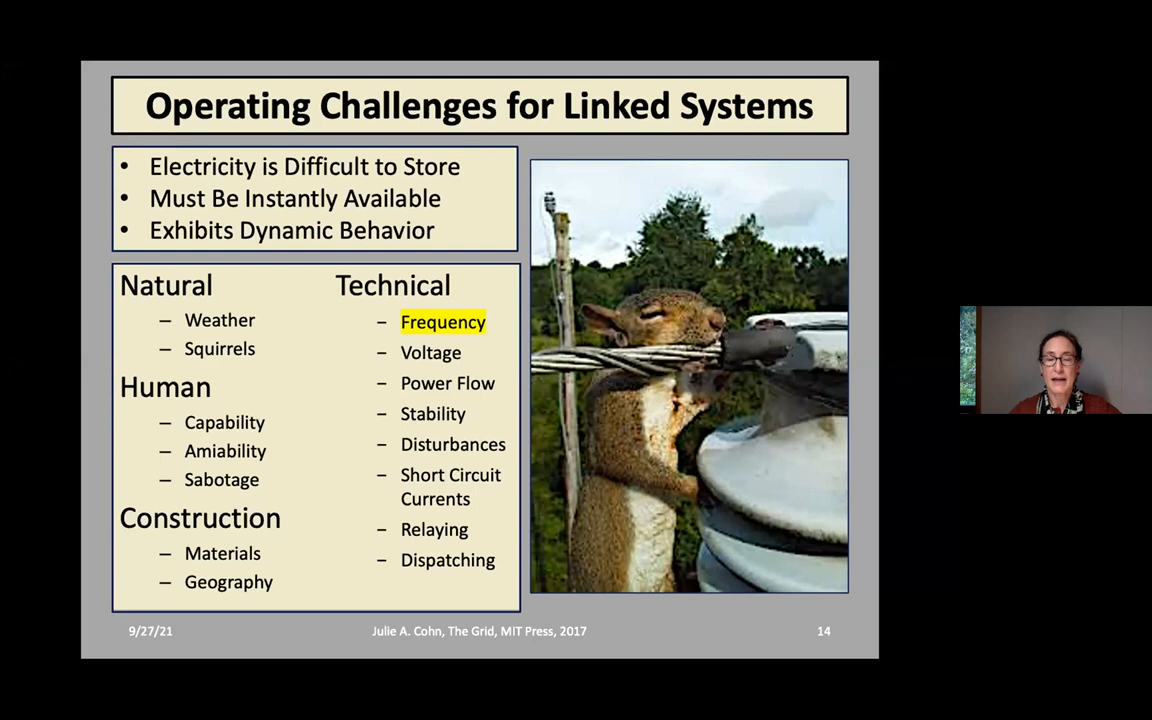 Operating Challenges for Linked Systems
• Electricity is Difficult to Store
• Must Be Instantly Available
• Exhibits Dynamic Behavior
Natural
– Weather
– Squirrels
Human
– Capability
– Amiability
– Sabotage
Construction
– Materials
– Geography
Technical
– Frequency
– Voltage
– Power Flow
– Stability
– Disturbances
– Short Circuit
Currents
– Relaying
– Dispatching
9/27/21
Julie A. Cohn, The Grid, MIT Press, 2017
14